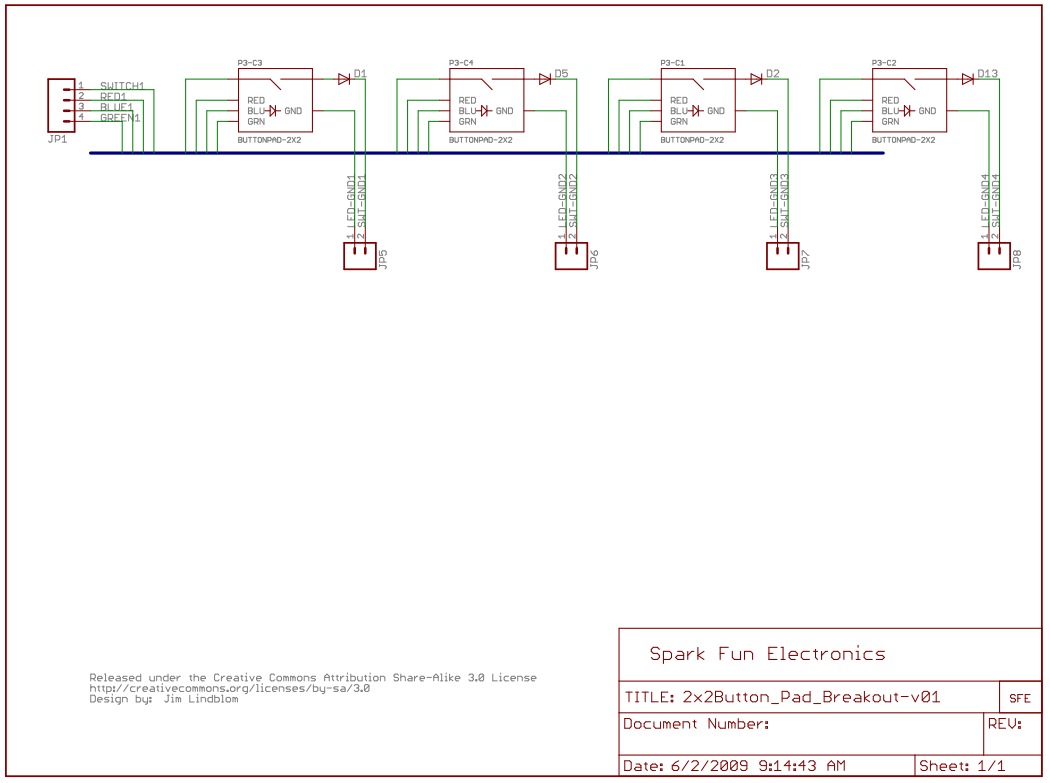 P3-C3
D1
P3-C4
D5
P3-C1
D2
P3-C2
D13
1 SWITCH1
2 RED1
3 BLUE1
4 GREEN1
JP1
RED
BLU GND
GRN
BUTTONPAD-2X2
RED
BLU GND
GRN
BUTTONPAD-2X2
RED
BLU GND
GRN
BUTTONPAD-2X2
RED
BLU GND
GRN
BUTTONPAD-2X2
1 LED-GND1
2 SWT-GND1
JP5
1 LED-GND2
2 SWT-GND2
JP6
1 LED-GND3
2 SWT-GND3
JP7
1 LED-GND4
2 SWT-GND4
JP8
Released under the Creative Commons Attribution Share-Alike 3.0 License
http://creativecommons.org/licenses/by-sa/3.0
Design by: Jim Lindblom
Spark Fun Electronics
TITLE: 2x2Button_Pad_Breakout-v01
SFE
Document Number:
REV:
Date: 6/2/2009 9:14:43 AM
Sheet: 1/1